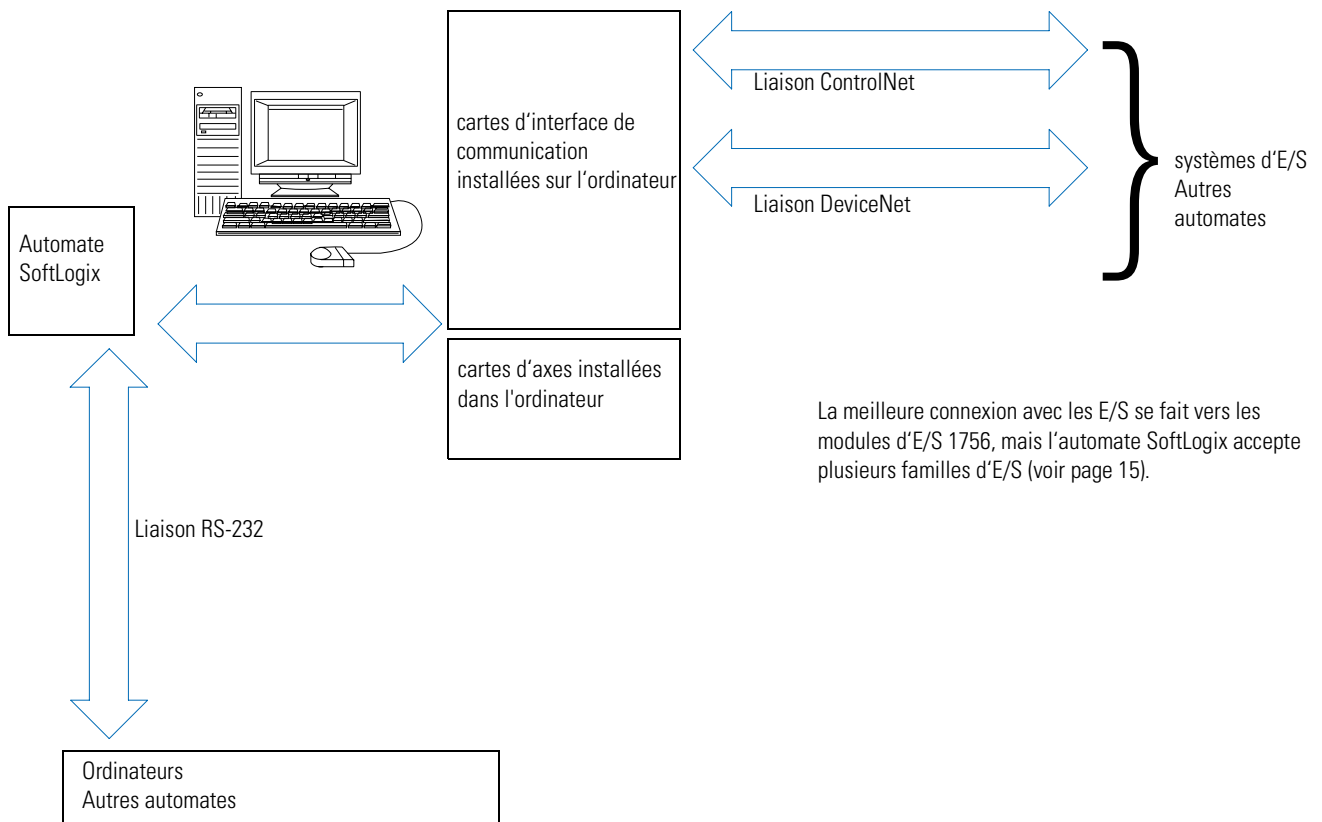 Liaison ControlNet
cartes d‘interface de
communication
installées sur l‘ordinateur
systèmes d‘E/S
Autres
automates
Liaison DeviceNet
Automate
SoftLogix
cartes d‘axes installées
dans l'ordinateur
La meilleure connexion avec les E/S se fait vers les
modules d‘E/S 1756, mais l‘automate SoftLogix accepte
plusieurs familles d‘E/S (voir page 15).
Liaison RS-232
Ordinateurs
Autres automates